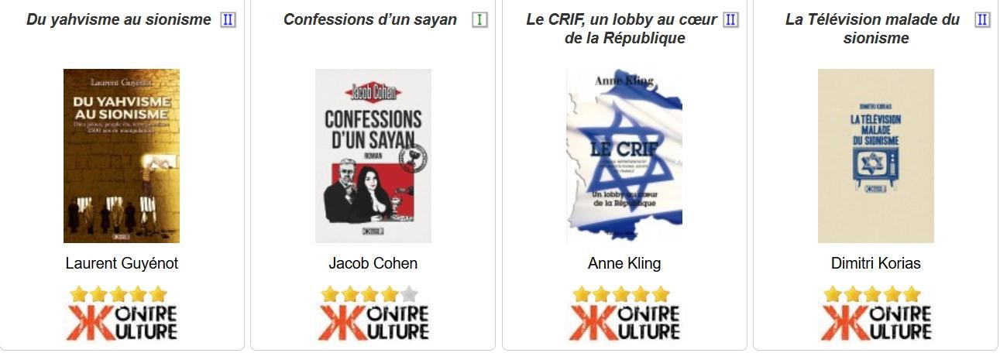 Du yahvisme au sionisme
II
Laurent Guyénot
DU YAHVISME
AU SIONISME
Dieu jaloux, peuple élu, terre promise :
2500 ans de manipulations
Laurent Guyénot
KONTRE
KULTURE
Confessions d’un sayan
I
Jacob Cohen
CONFESSIONS
D'UN SAYAN
ROMAN
Jacob Cohen
KONTRE
KULTURE
Le CRIF, un lobby au cœur
de la République
II
Anne Kling
LE CRIF
Un lobby au cœur
de la République
Anne Kling
KONTRE
KULTURE
La Télévision malade du
sionisme
II
DIMITRI KORIAIS
LA TÉLÉVISION
MALADE
DU SIONISME
Dimitri Korias
KONTRE
KULTURE